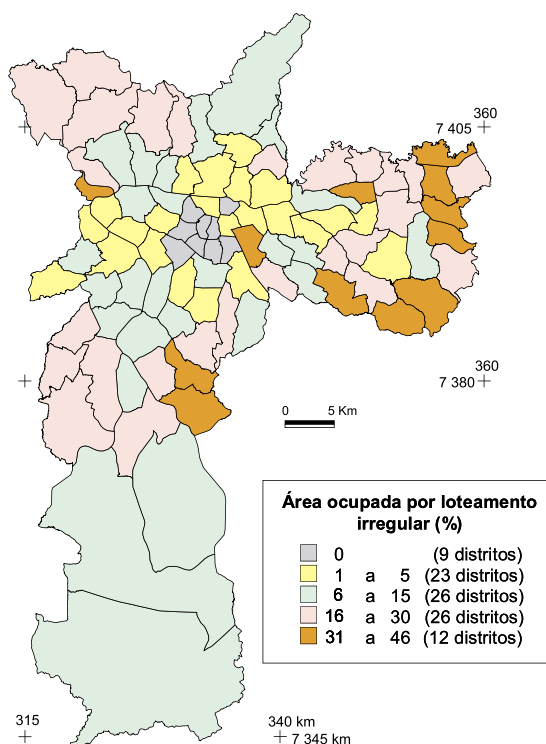 360
7 405
360
7 380
0 5 Km
Área ocupada por loteamento
irregular (%)
0 (9 distritos)
1 a 5 (23 distritos)
6 a 15 (26 distritos)
16 a 30 (26 distritos)
31 a 46 (12 distritos)
315
340 km
7 345 km